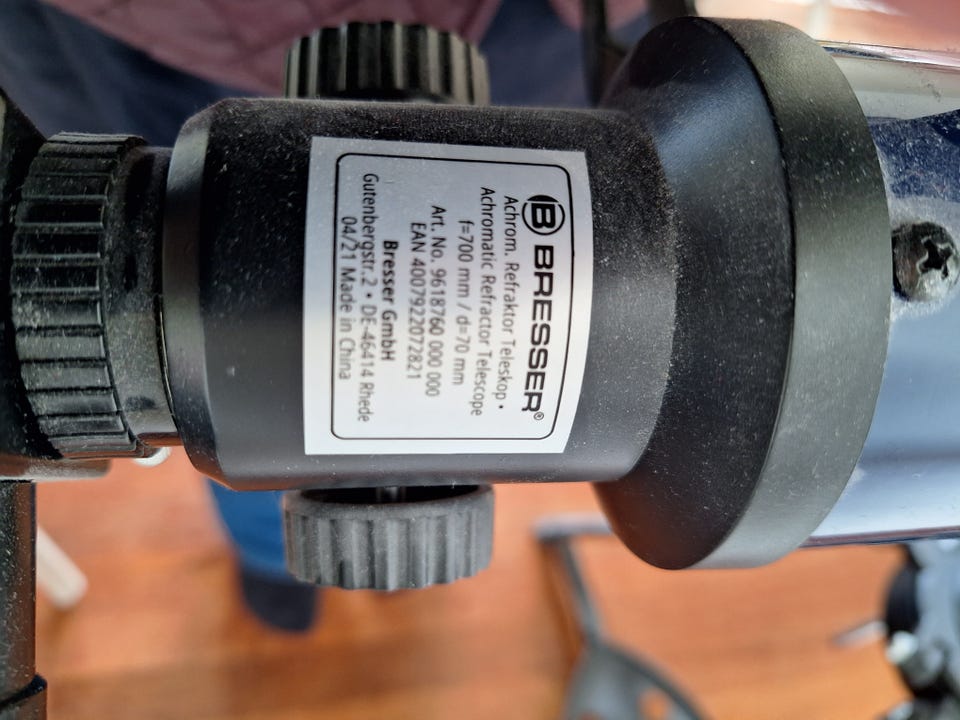 B BRESSER®
Achrom. Refraktor Teleskop •
Achromatic Refractor Telescope
f=700 mm / d=70 mm
Art. No. 9618760 000 000
EAN 4007922072821
Bresser GmbH
Gutenbergstr.2 • DE-46414 Rhede
04/21 Made in China